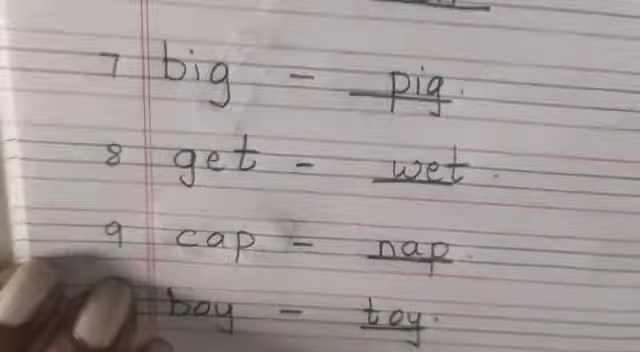 7 big - pig.
8 get - wet.
9 cap - nap.
boy - toy.